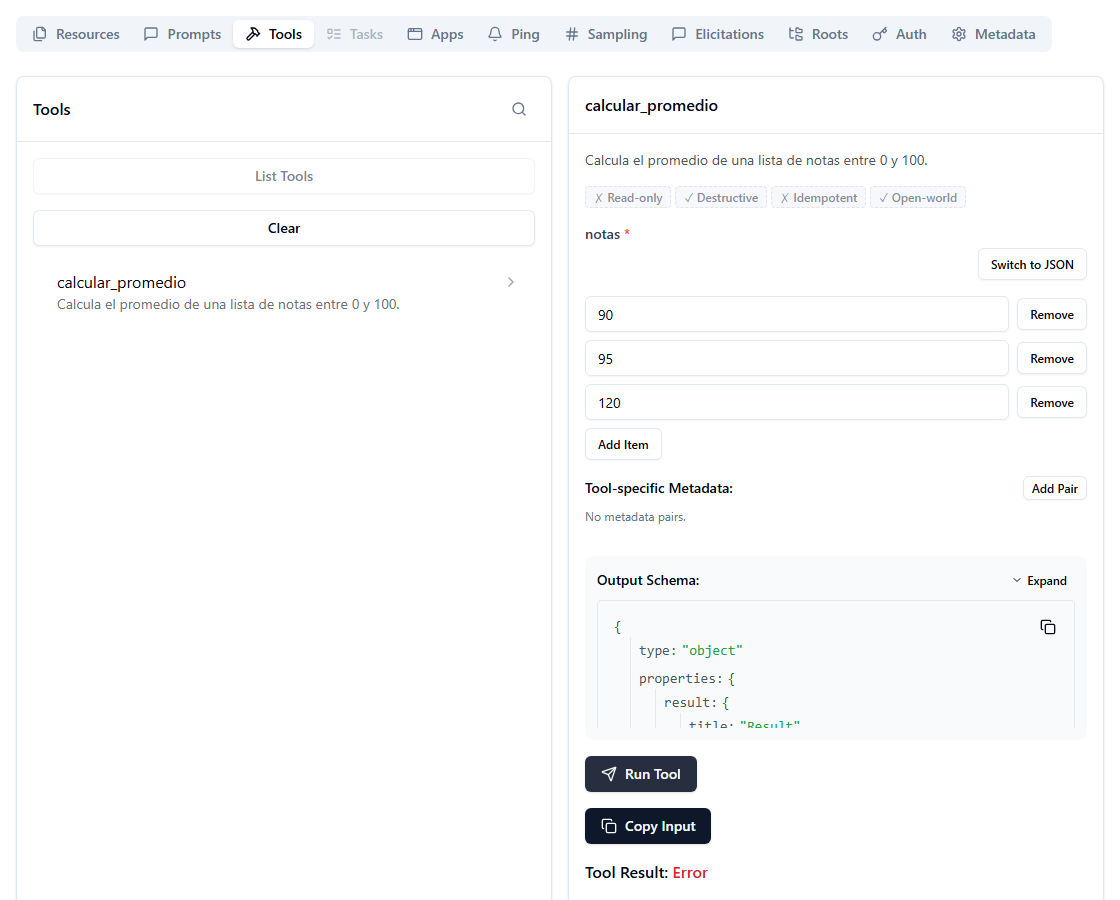 Resources Prompts Tools Tasks Apps Ping Sampling Elicitations Roots Auth Metadata
Tools
List Tools
Clear
calcular_promedio
Calcula el promedio de una lista de notas entre 0 y 100.
calcular_promedio
Calcula el promedio de una lista de notas entre 0 y 100.
✗ Read-only ✓ Destructive ✗ Idempotent ✓ Open-world
notas *
Switch to JSON
90 Remove
95 Remove
120 Remove
Add Item
Tool-specific Metadata: Add Pair
No metadata pairs.
Output Schema: Expand
{
type: "object"
properties: {
result: {
title: "Result"
Run Tool
Copy Input
Tool Result: Error